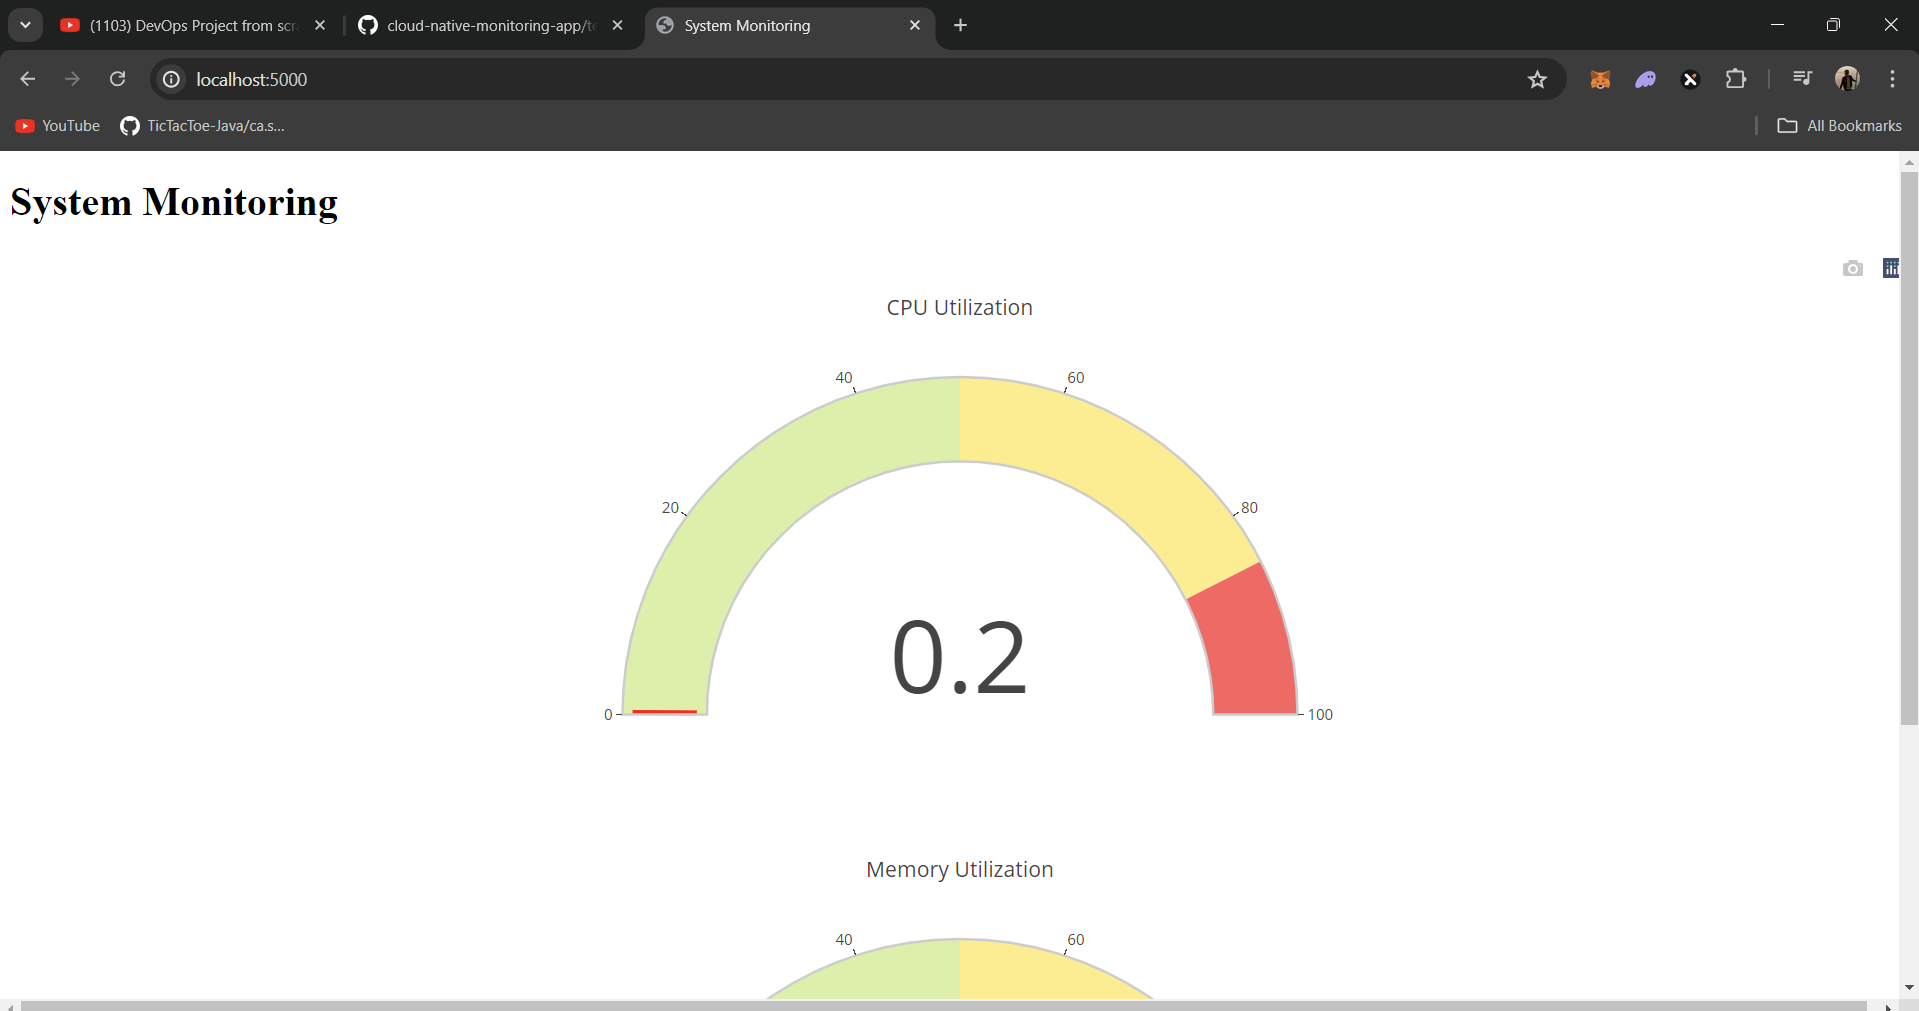 (1103) DevOps Project from scr
cloud-native-monitoring-app/te
System Monitoring
localhost:5000
YouTube
TicTacToe-Java/ca.s...
All Bookmarks
System Monitoring
CPU Utilization
40
60
20
80
0.2
0
100
Memory Utilization
40
60